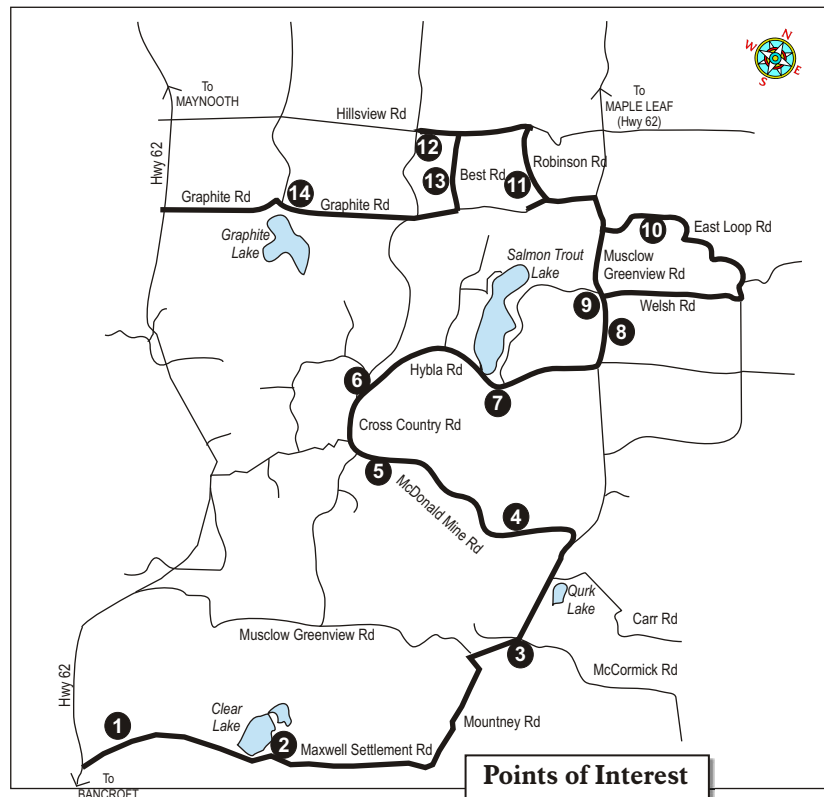 N
W
E
S
To
MAYNOOTH
To
MAPLE LEAF
(Hwy 62)
Hillsview Rd
Hwy 62
12
13
Best Rd
11
Robinson Rd
14
Graphite Rd
Graphite Rd
10
East Loop Rd
Graphite
Lake
Salmon Trout
Lake
Musclow
Greenview Rd
9
Welsh Rd
8
Hybla Rd
6
7
Cross Country Rd
5
McDonald Mine Rd
4
Qurk
Lake
Carr Rd
Musclow Greenview Rd
3
McCormick Rd
Hwy 62
Clear
Lake
1
Mountney Rd
2
Maxwell Settlement Rd
Points of Interest
To
BANCROFT